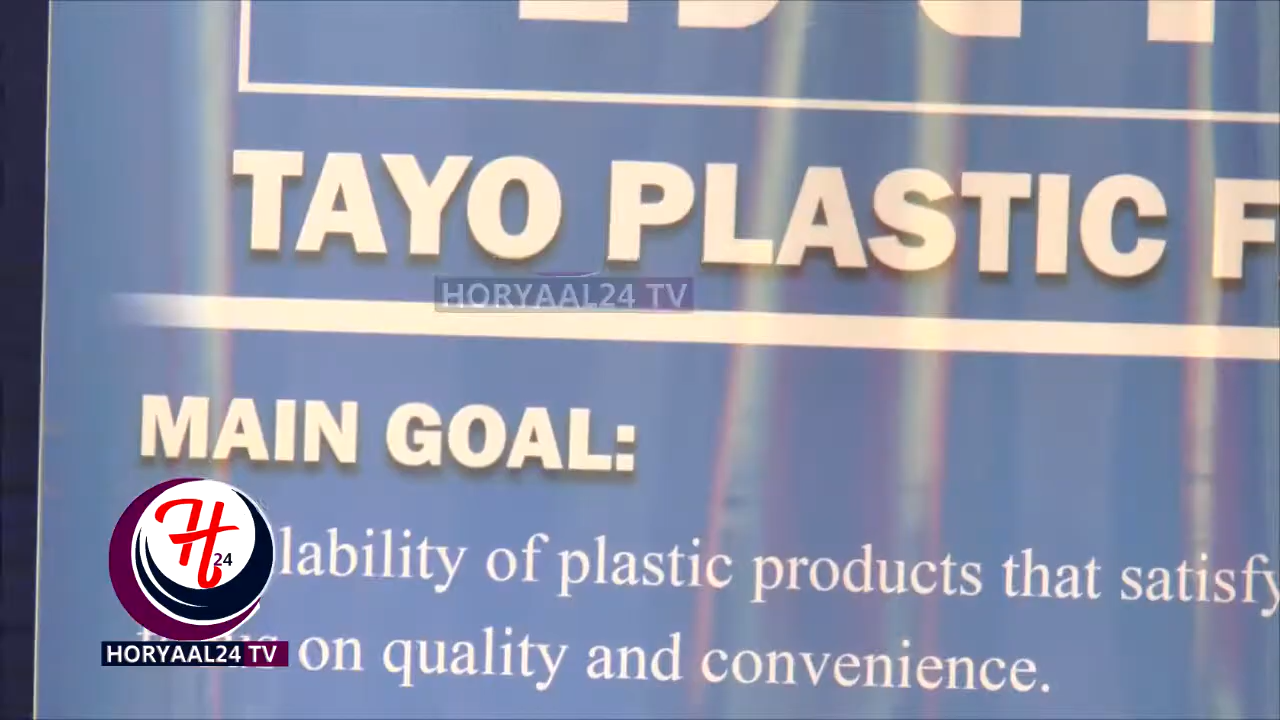 TAYO PLASTIC F
HORYAAL24 TV
MAIN GOAL:
lability of plastic products that satisfy
on quality and convenience.
H
24
HORYAAL24 TV